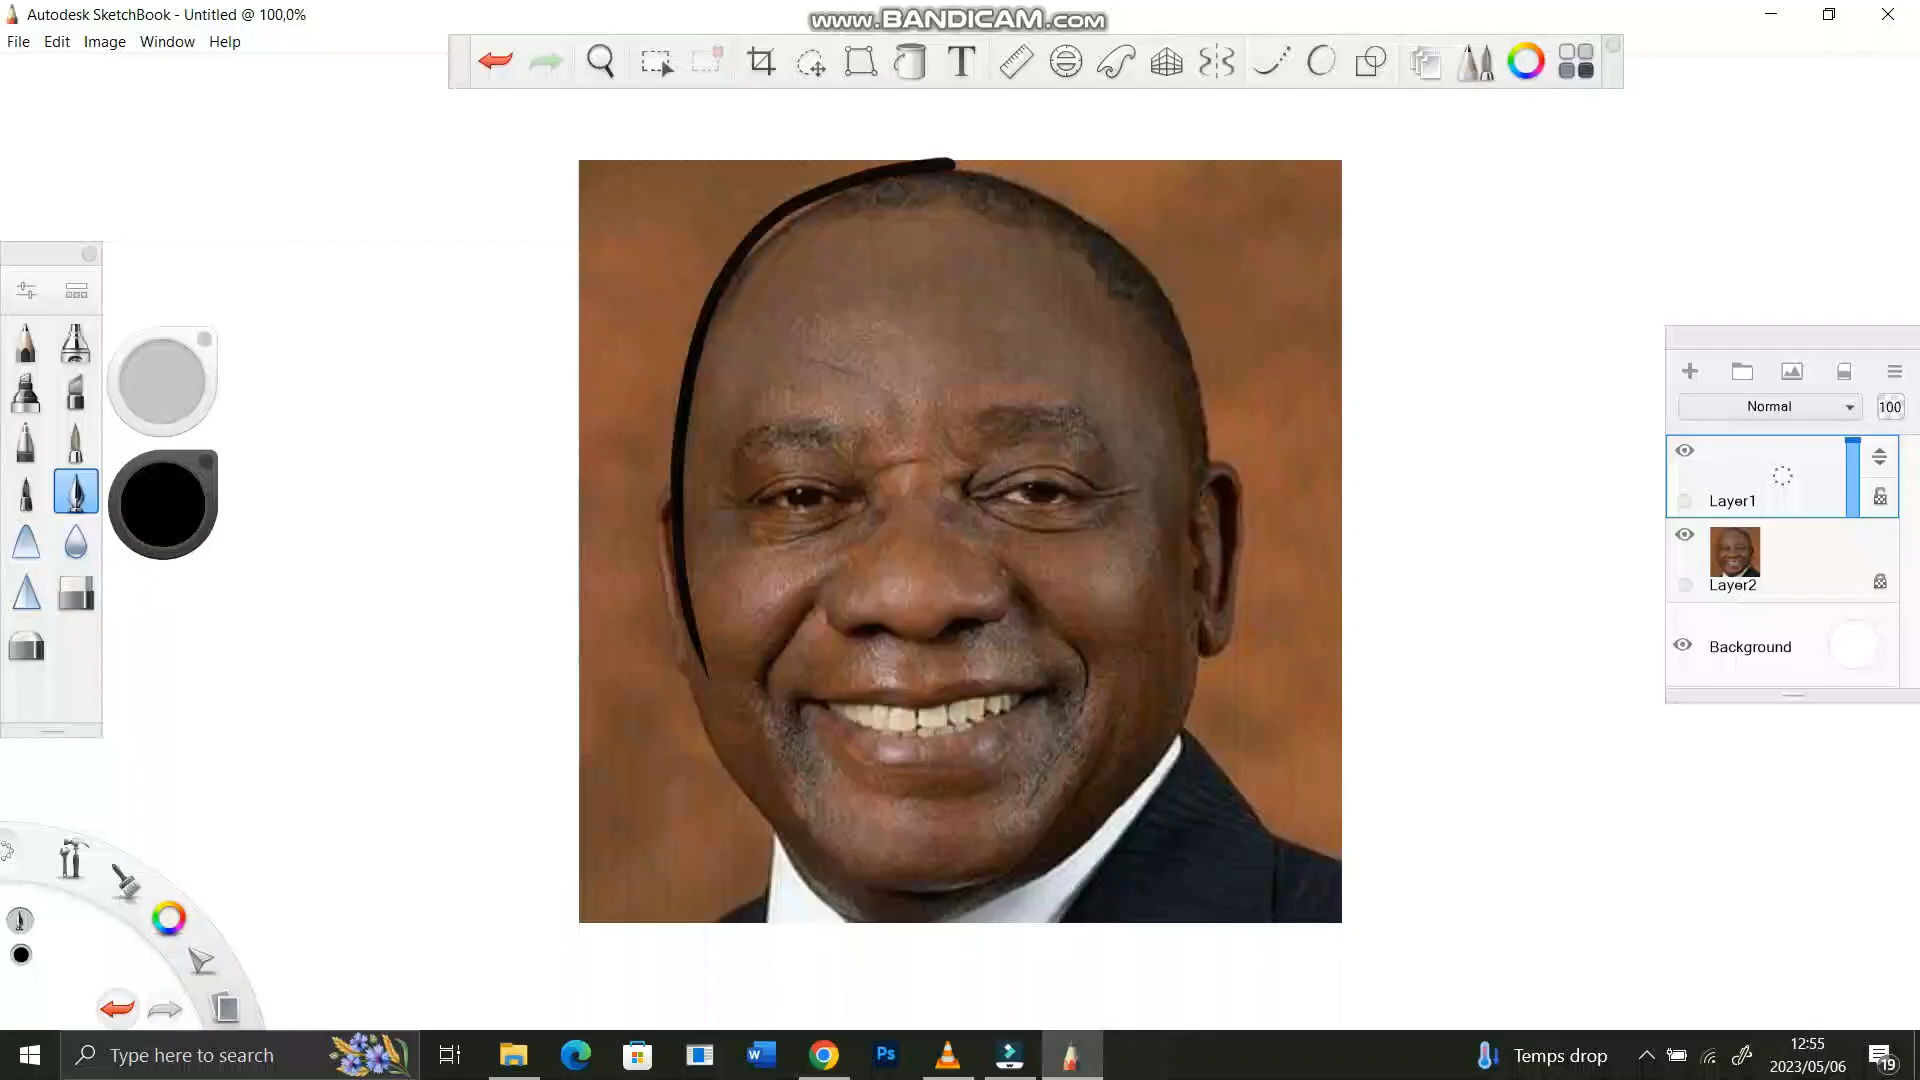 Autodesk SketchBook - Untitled @ 100,0%
www.BANDICAM.com
File Edit Image Window Help
T
Normal
100
Layer1
Layer2
Background
Type here to search
W
Ps
Temps drop
12:55
2023/05/06
19